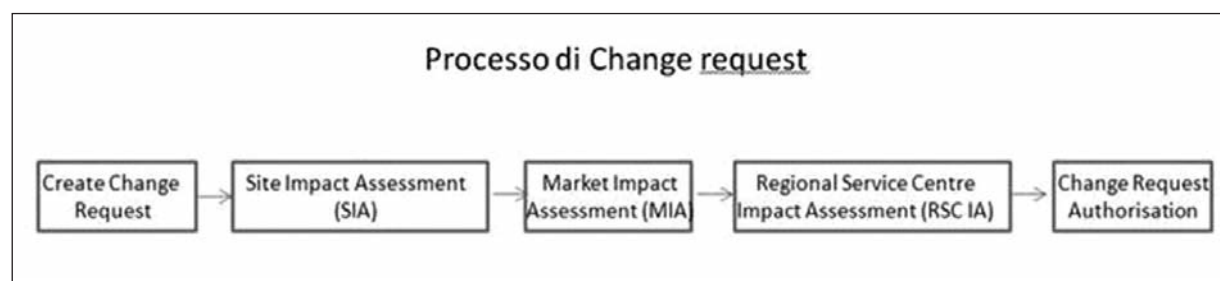 Processo di Change request
Create Change
Request
Site Impact Assessment
(SIA)
Market Impact
Assessment (MIA)
Regional Service Centre
Impact Assessment (RSC IA)
Change Request
Authorisation